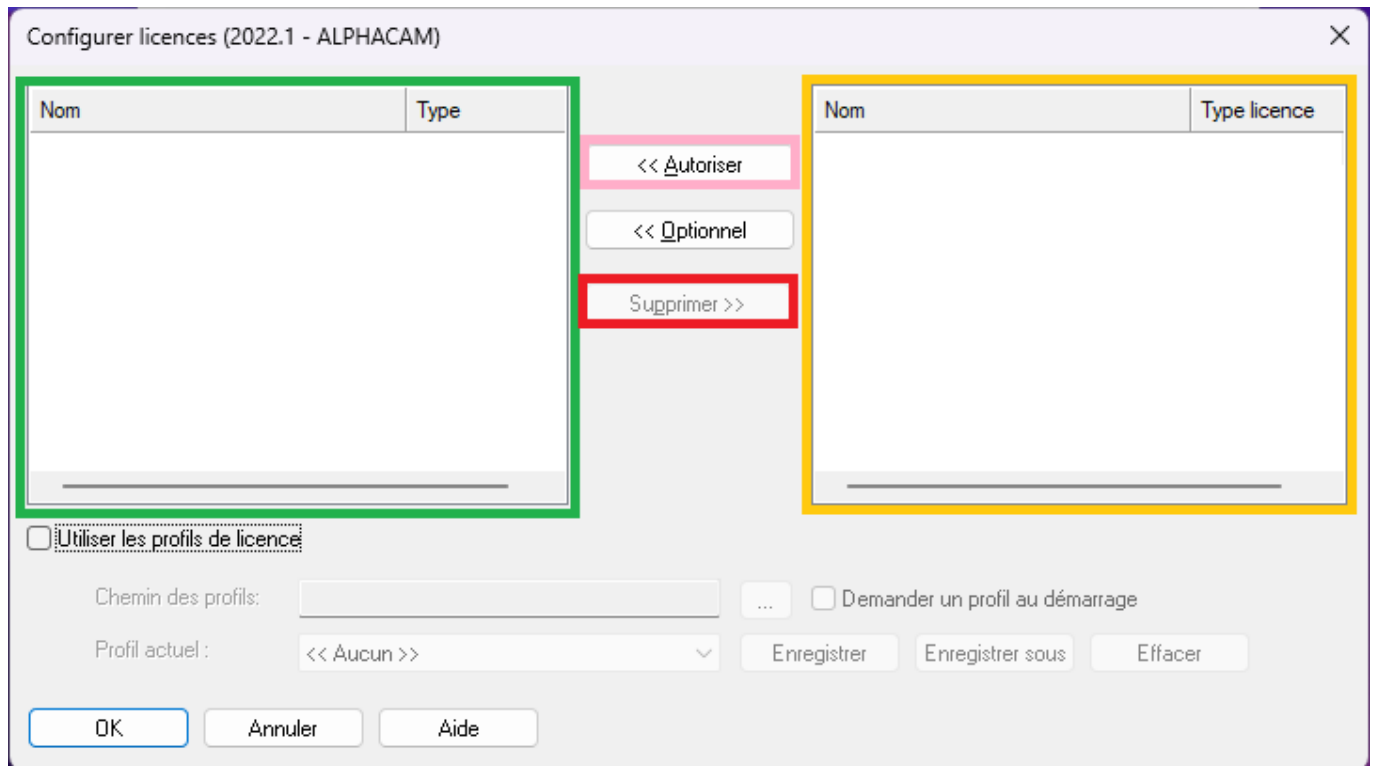 Configurer licences (2022.1 - ALPHACAM)
Nom Type
Nom Type licence
<< Autoriser
<< Optionnel
Supprimer >>
Utiliser les profils de licence
Chemin des profils: ... Demander un profil au démarrage
Profil actuel : << Aucun >> Enregistrer Enregistrer sous Effacer
OK Annuler Aide